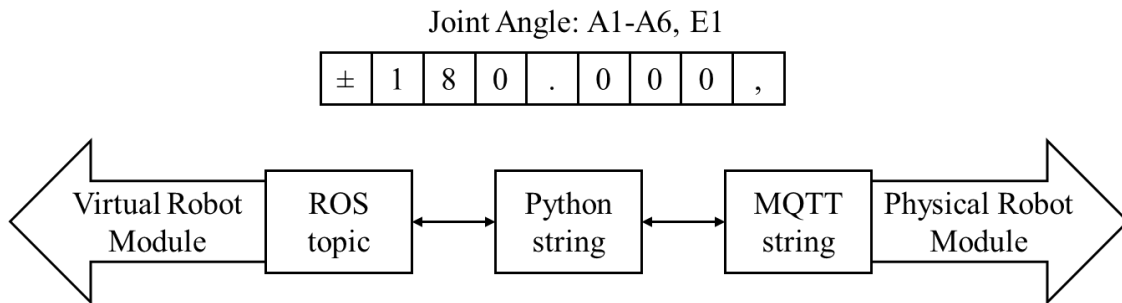 Joint Angle: A1-A6, E1
± 1 8 0 . 0 0 0 ,
Virtual Robot
Module
ROS
topic
Python
string
MQTT
string
Physical Robot
Module